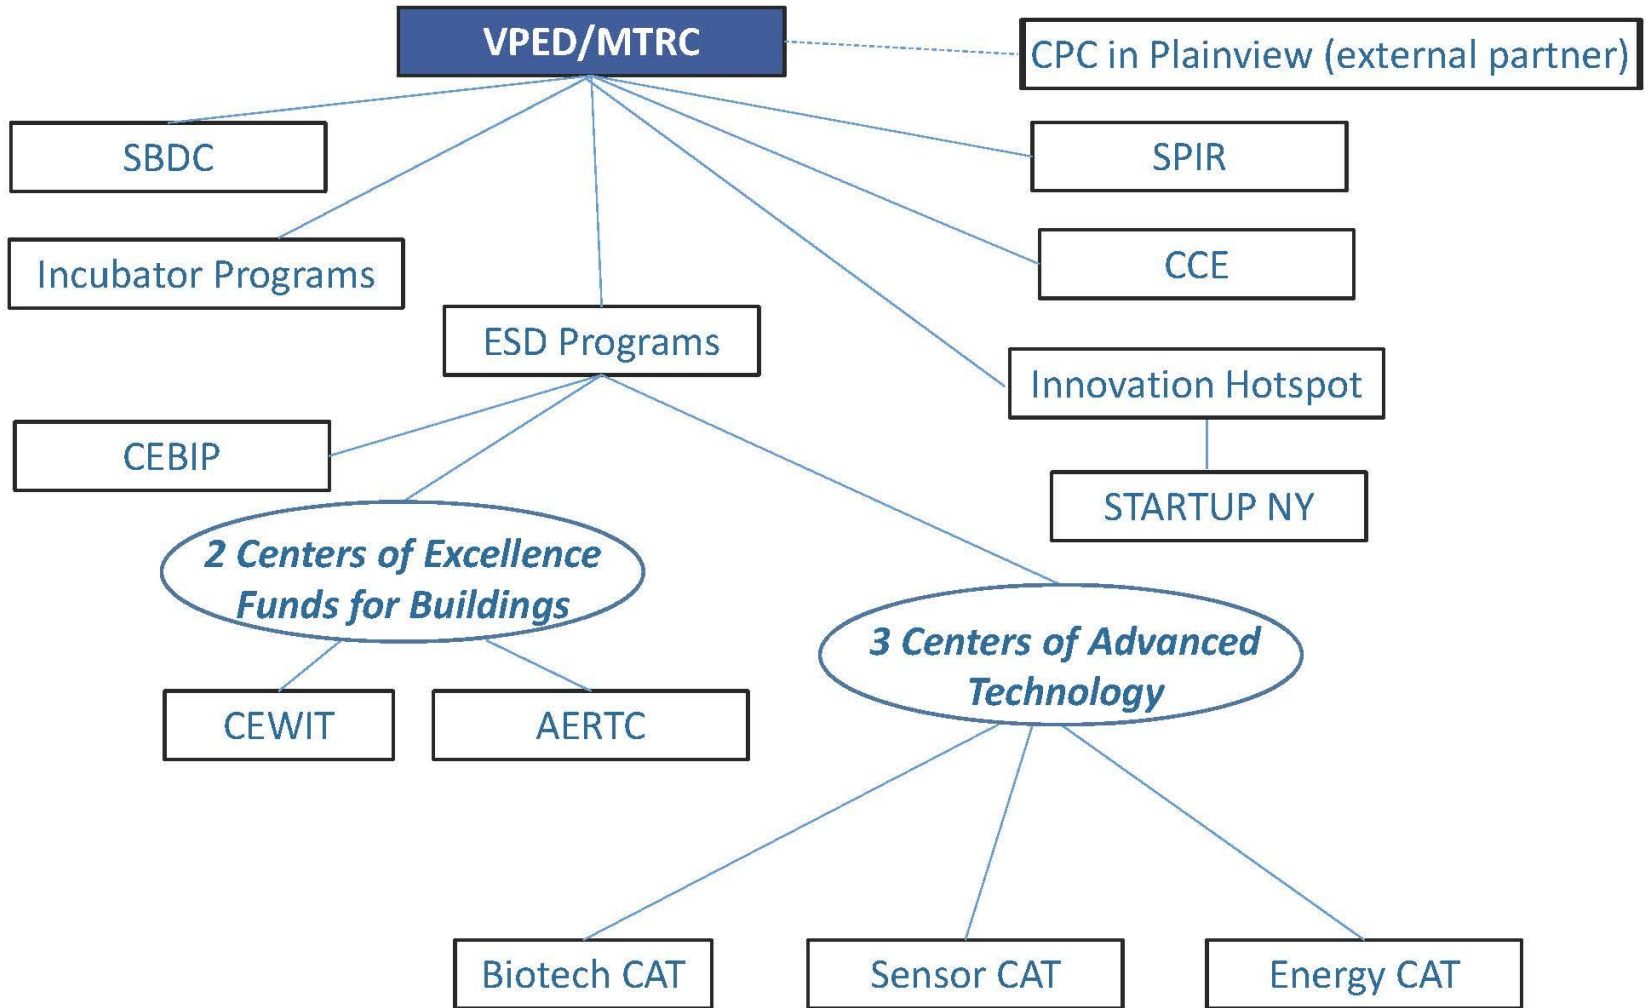 VPED/MTRC
CPC in Plainview (external partner)
SBDC
SPIR
Incubator Programs
CCE
ESD Programs
Innovation Hotspot
CEBIP
STARTUP NY
2 Centers of Excellence
Funds for Buildings
3 Centers of Advanced
Technology
CEWIT
AERTC
Biotech CAT
Sensor CAT
Energy CAT